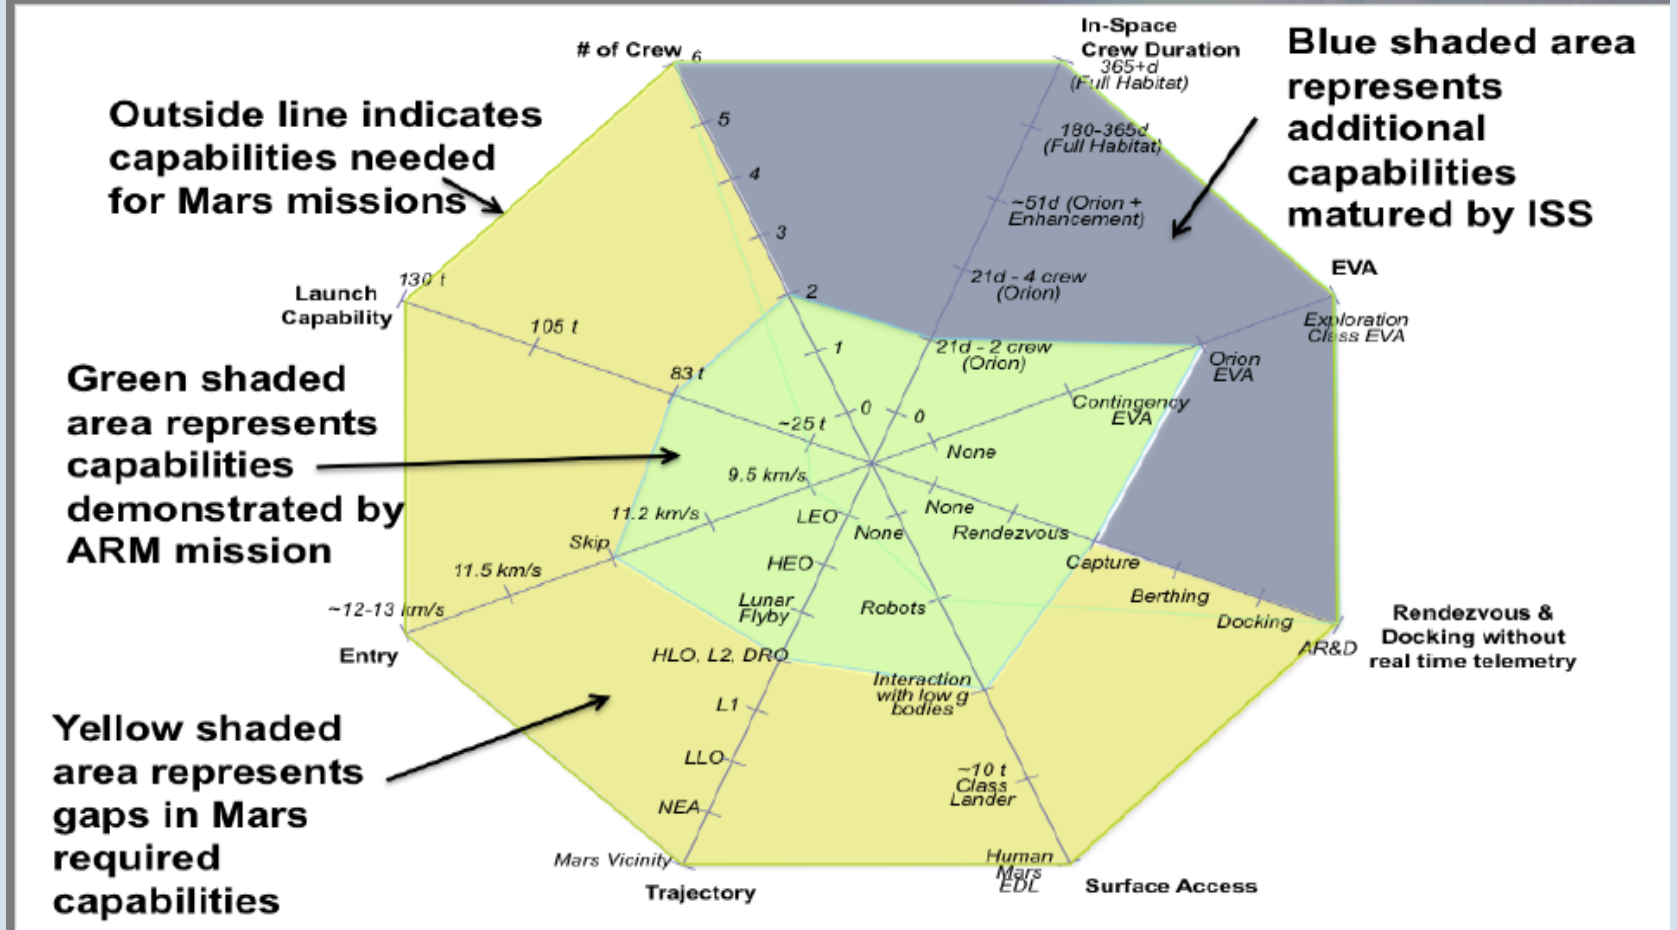 # of Crew
6
5
4
3
2
1
0
In-Space
Crew Duration
365+d
(Full Habitat)
180-365d
(Full Habitat)
~51d (Orion +
Enhancement)
21d - 4 crew
(Orion)
21d - 2 crew
(Orion)
0
Blue shaded area
represents
additional
capabilities
matured by ISS
Outside line indicates
capabilities needed
for Mars missions
EVA
Exploration
Class EVA
Orion
EVA
Contingency
EVA
None
Launch
Capability
130 t
105 t
83 t
~25 t
Green shaded
area represents
capabilities
demonstrated by
ARM mission
9.5 km/s
11.2 km/s
Skip
11.5 km/s
~12-13 km/s
Entry
None
Rendezvous
Capture
Berthing
Docking
AR&D
Rendezvous &
Docking without
real time telemetry
LEO
HEO
Lunar
Flyby
HLO, L2, DRO
L1
LLO
NEA
Mars Vicinity
Trajectory
None
Robots
Interaction
with low g
bodies
~10 t
Class
Lander
Human
Mars
EDL
Surface Access
Yellow shaded
area represents
gaps in Mars
required
capabilities